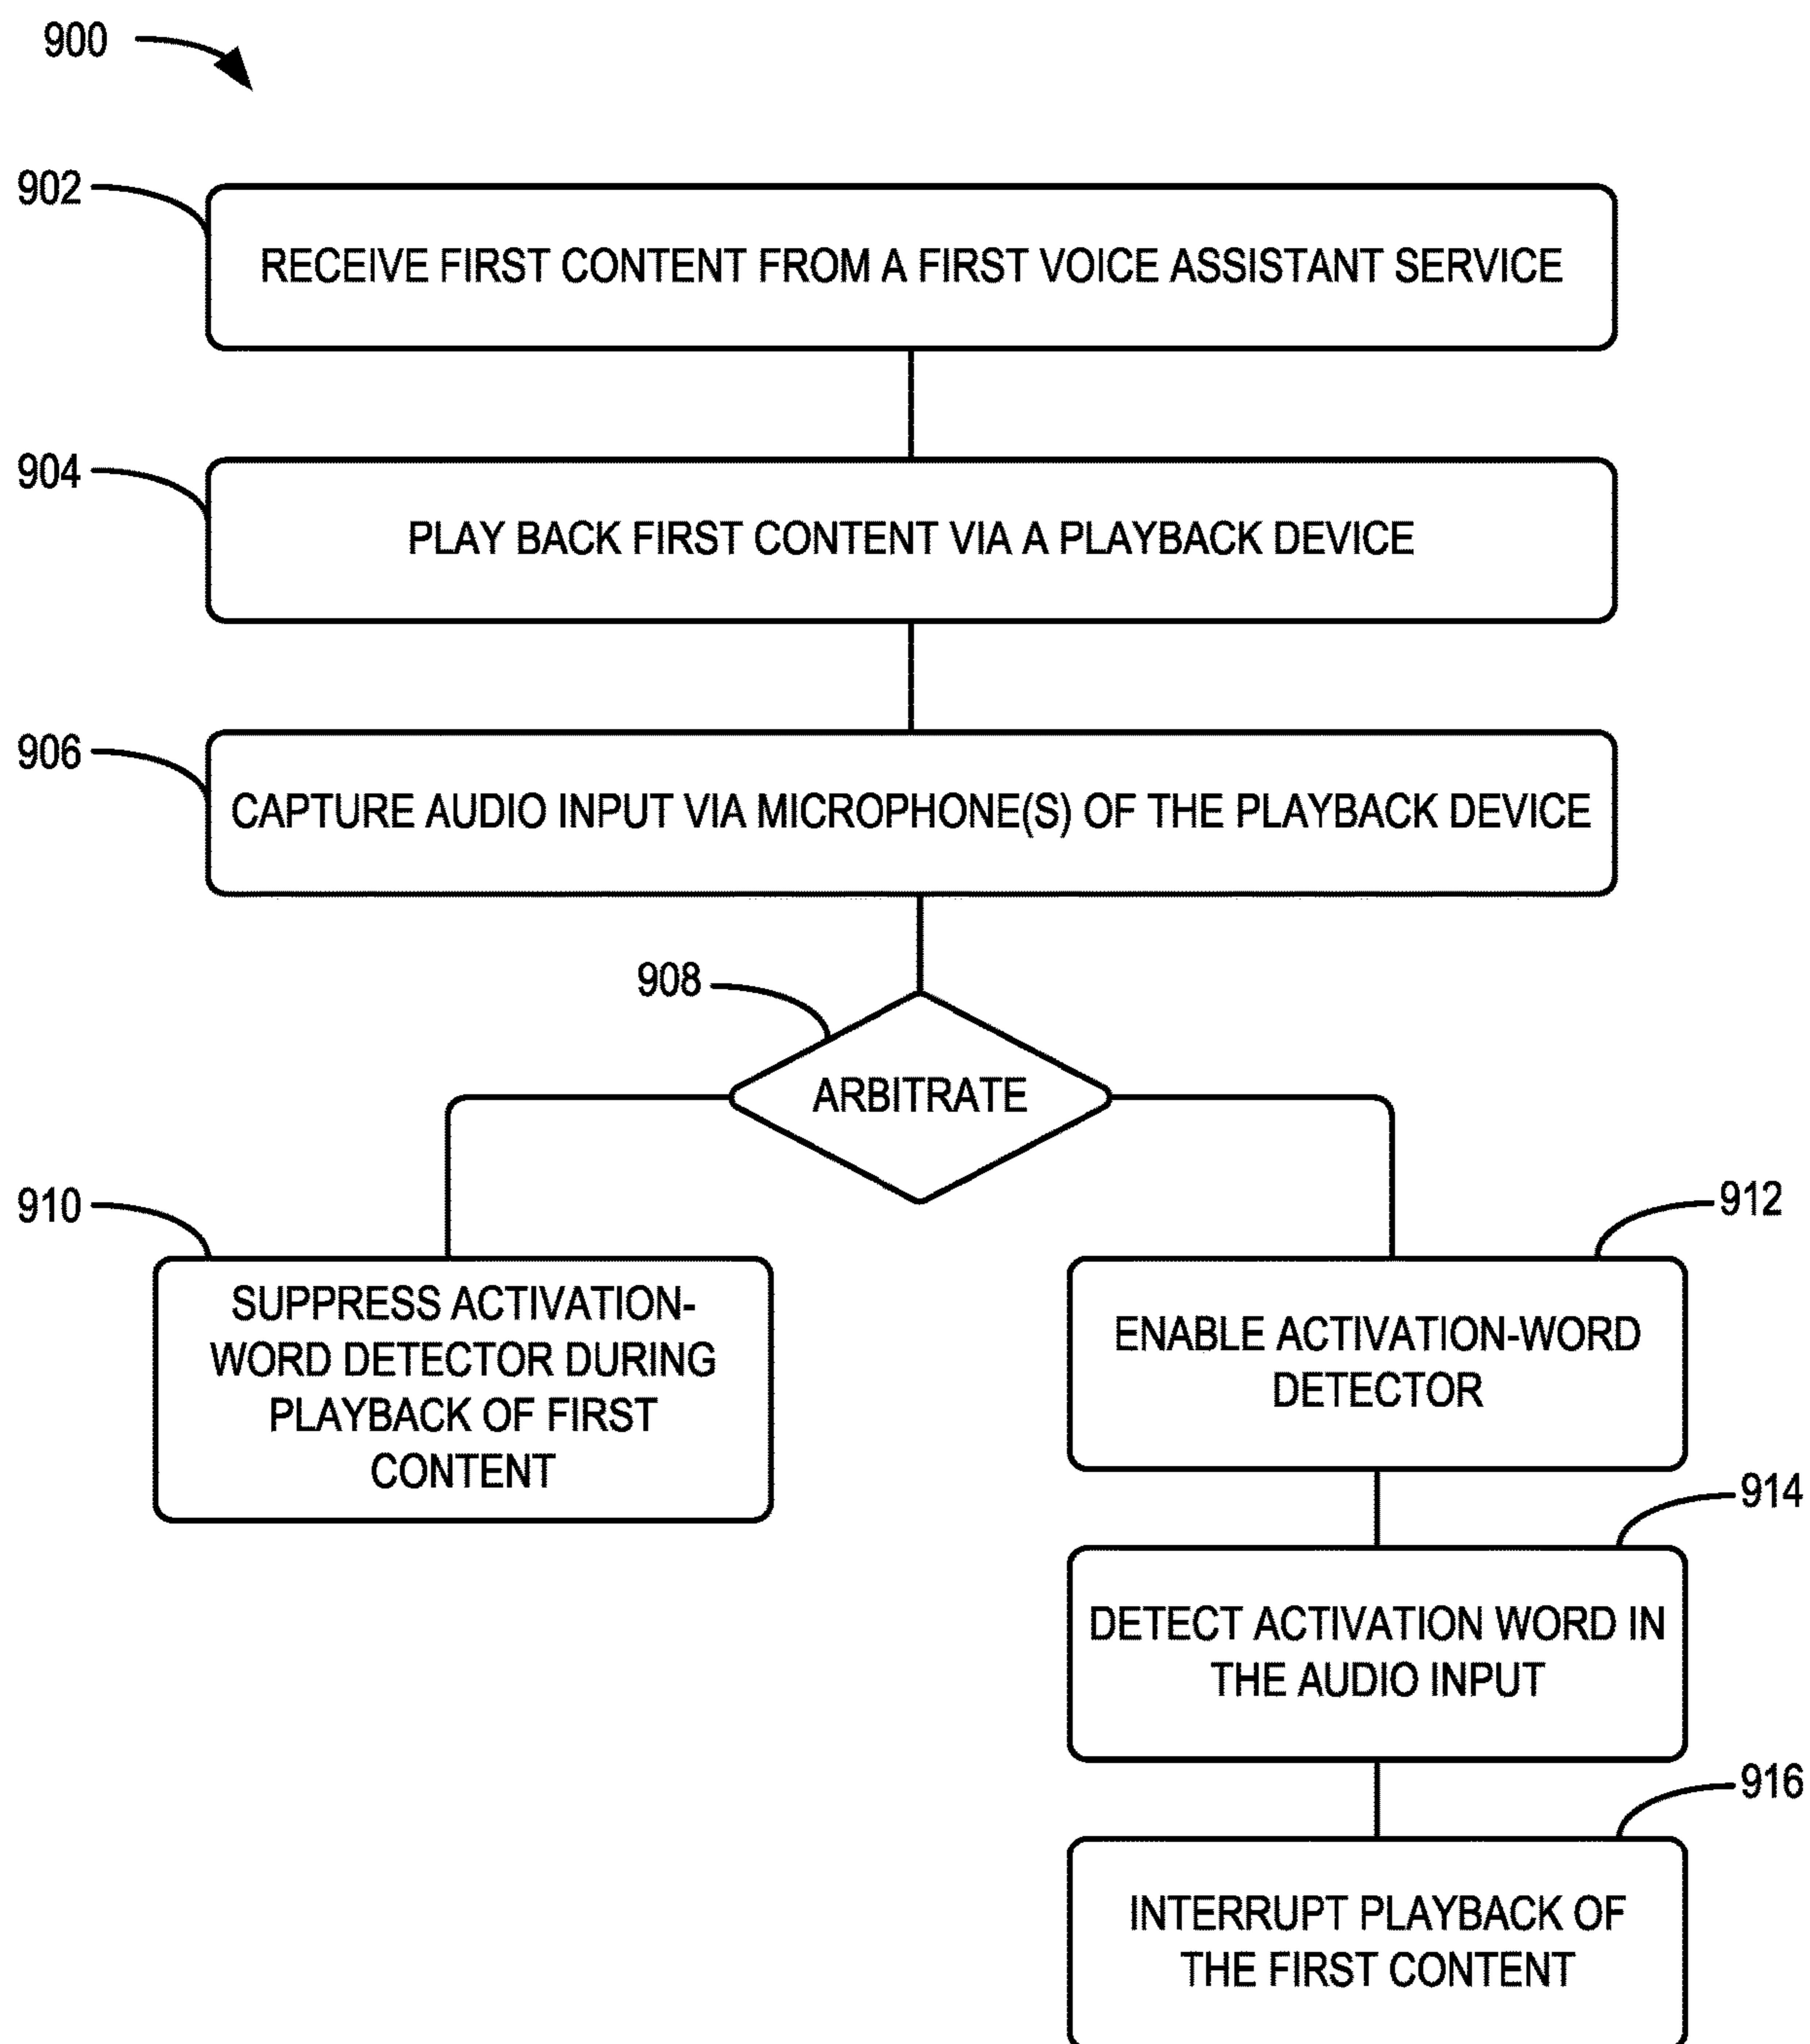 900
902
RECEIVE FIRST CONTENT FROM A FIRST VOICE ASSISTANT SERVICE
904
PLAY BACK FIRST CONTENT VIA A PLAYBACK DEVICE
906
CAPTURE AUDIO INPUT VIA MICROPHONE(S) OF THE PLAYBACK DEVICE
908
ARBITRATE
910
SUPPRESS ACTIVATION-
WORD DETECTOR DURING
PLAYBACK OF FIRST
CONTENT
912
ENABLE ACTIVATION-WORD
DETECTOR
914
DETECT ACTIVATION WORD IN
THE AUDIO INPUT
916
INTERRUPT PLAYBACK OF
THE FIRST CONTENT